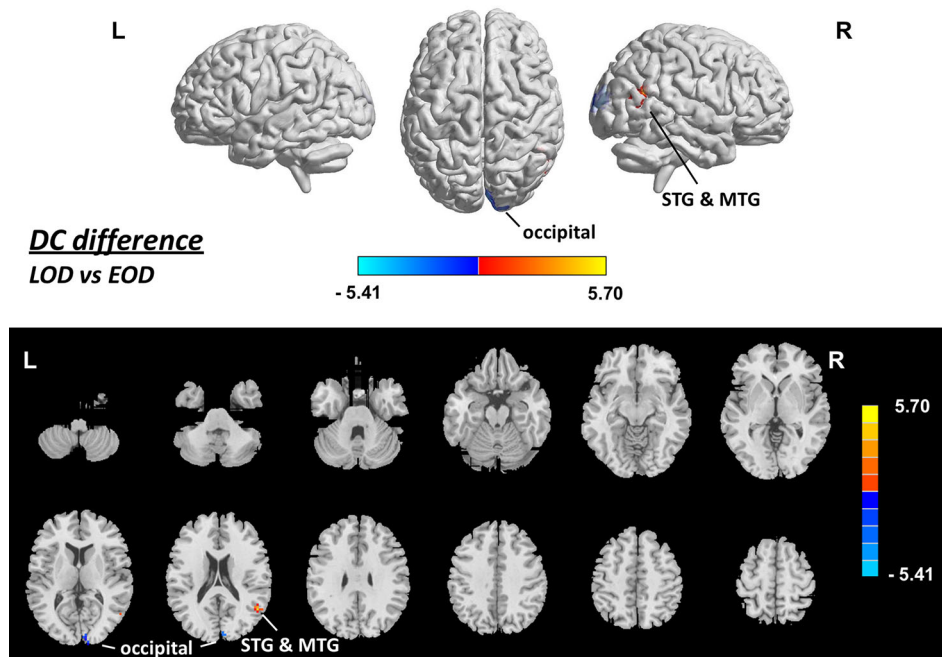 L
R
STG & MTG
occipital
DC difference
LOD vs EOD
- 5.41
5.70
L
R
5.70
- 5.41
occipital
STG & MTG